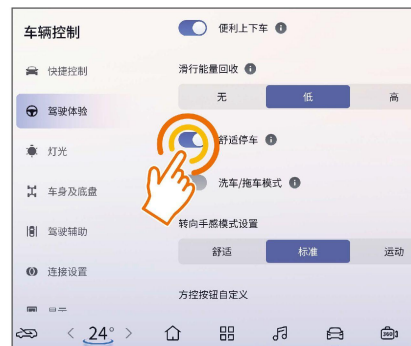 车辆控制
便利上下车
快捷控制
滑行能量回收
无 低 高
驾驶体验
舒适停车
灯光
洗车/拖车模式
车身及底盘
转向手感模式设置
驾驶辅助
舒适 标准 运动
连接设置
方控按钮自定义
< 24° >
360